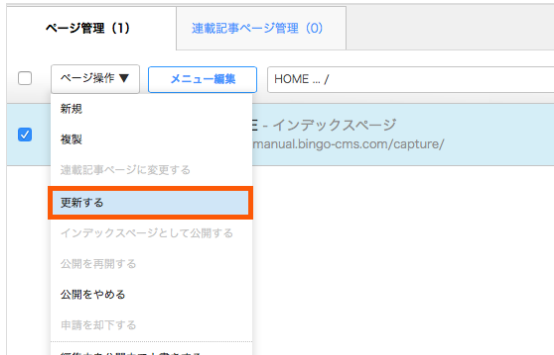 ページ管理（1）
連載記事ページ管理（0）
ページ操作 ▼
メニュー編集
HOME ... /
新規
- インデックスページ
複製
manual.bingo-cms.com/capture/
連載記事ページに変更する
更新する
インデックスページとして公開する
公開を再開する
公開をやめる
申請を却下する